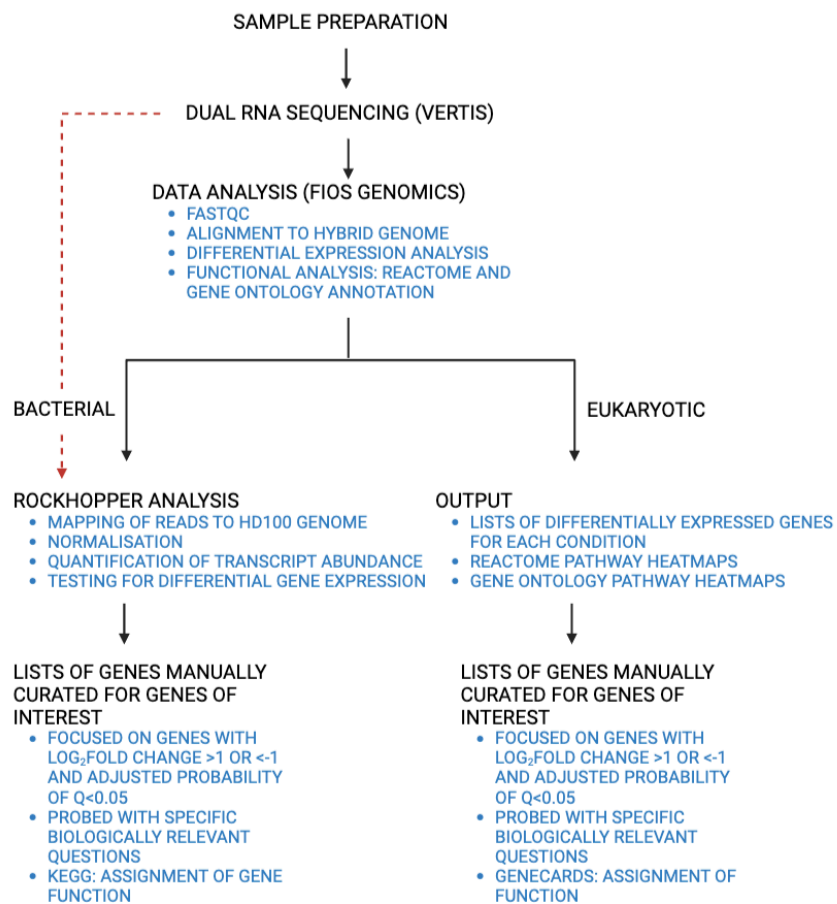 SAMPLE PREPARATION
DUAL RNA SEQUENCING (VERTIS)
DATA ANALYSIS (FIOS GENOMICS)
• FASTQC
• ALIGNMENT TO HYBRID GENOME
• DIFFERENTIAL EXPRESSION ANALYSIS
• FUNCTIONAL ANALYSIS: REACTOME AND
GENE ONTOLOGY ANNOTATION
BACTERIAL
EUKARYOTIC
ROCKHOPPER ANALYSIS
• MAPPING OF READS TO HD100 GENOME
• NORMALISATION
• QUANTIFICATION OF TRANSCRIPT ABUNDANCE
• TESTING FOR DIFFERENTIAL GENE EXPRESSION
LISTS OF GENES MANUALLY
CURATED FOR GENES OF
INTEREST
• FOCUSED ON GENES WITH
LOG₂FOLD CHANGE >1 OR <-1
AND ADJUSTED PROBABILITY
OF Q<0.05
• PROBED WITH SPECIFIC
BIOLOGICALLY RELEVANT
QUESTIONS
• KEGG: ASSIGNMENT OF GENE
FUNCTION
OUTPUT
• LISTS OF DIFFERENTIALLY EXPRESSED GENES
FOR EACH CONDITION
• REACTOME PATHWAY HEATMAPS
• GENE ONTOLOGY PATHWAY HEATMAPS
LISTS OF GENES MANUALLY
CURATED FOR GENES OF
INTEREST
• FOCUSED ON GENES WITH
LOG₂FOLD CHANGE >1 OR <-1
AND ADJUSTED PROBABILITY
OF Q<0.05
• PROBED WITH SPECIFIC
BIOLOGICALLY RELEVANT
QUESTIONS
• GENECARDS: ASSIGNMENT OF
FUNCTION